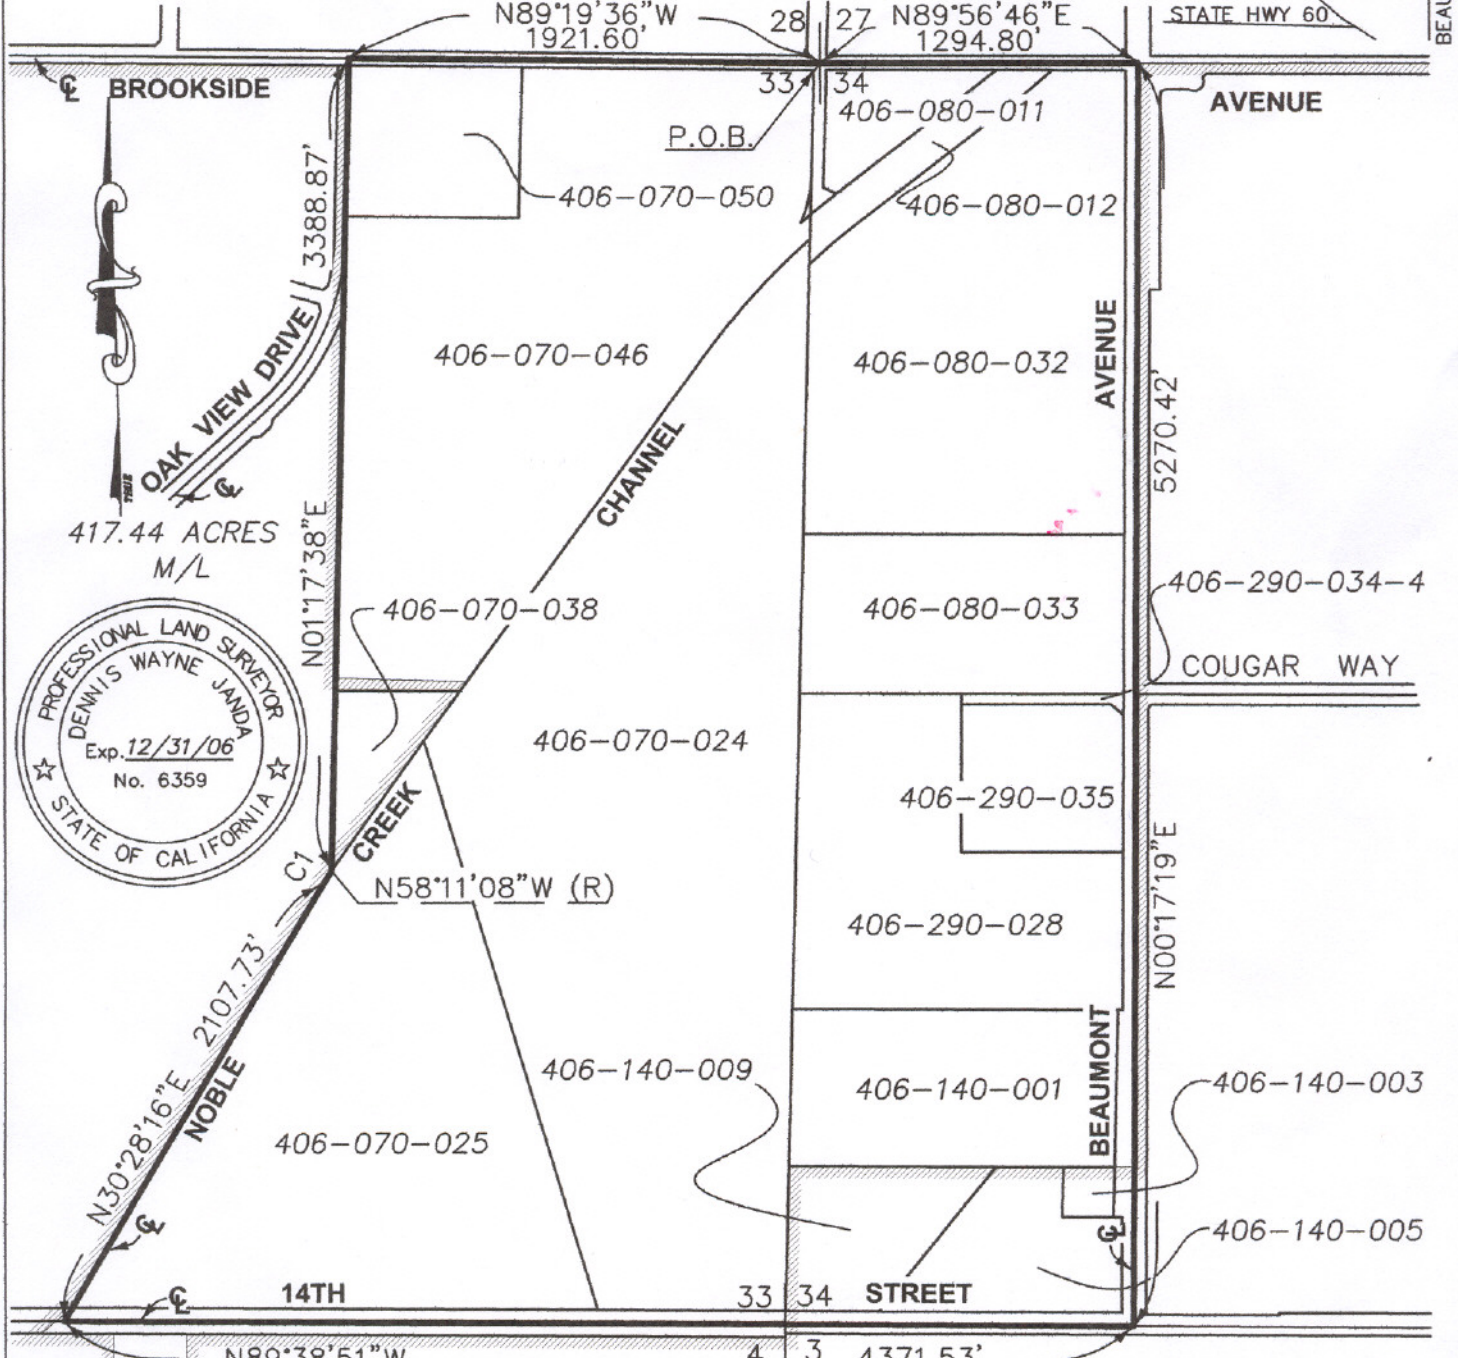 N89°19'36"W
1921.60'
28
27
N89°56'46"E
1294.80'
STATE HWY 60
BEAU
℄
BROOKSIDE
AVENUE
33
34
P.O.B.
406-080-011
406-070-050
406-080-012
3388.87'
406-070-046
406-080-032
AVENUE
5270.42'
OAK VIEW DRIVE
℄
TRUE
CHANNEL
417.44 ACRES
M/L
N01°17'38"E
406-070-038
406-080-033
406-290-034-4
COUGAR WAY
PROFESSIONAL LAND SURVEYOR
DENNIS WAYNE JANDA
Exp. 12/31/06
No. 6359
STATE OF CALIFORNIA
406-070-024
406-290-035
CREEK
C1
N58°11'08"W (R)
406-290-028
N00°17'19"E
N30°28'16"E 2107.73'
NOBLE
406-140-009
406-140-001
BEAUMONT
406-140-003
406-070-025
℄
℄
406-140-005
℄
14TH
33
34
STREET
N89°38'51"W
4
3
4371.53'